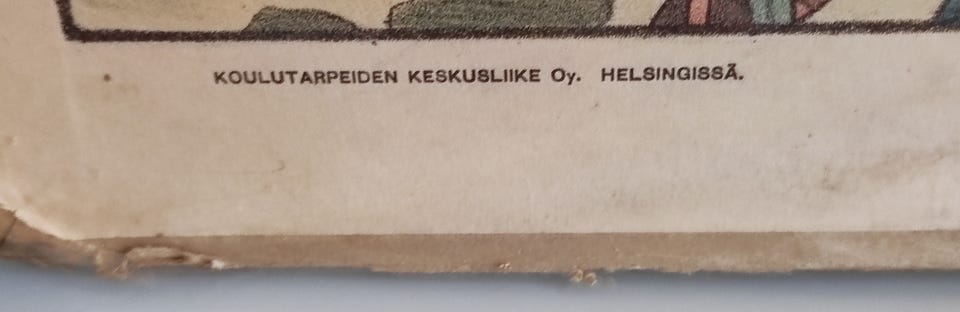 KOULUTARPEIDEN KESKUSLIIKE Oy. HELSINGISSÄ.